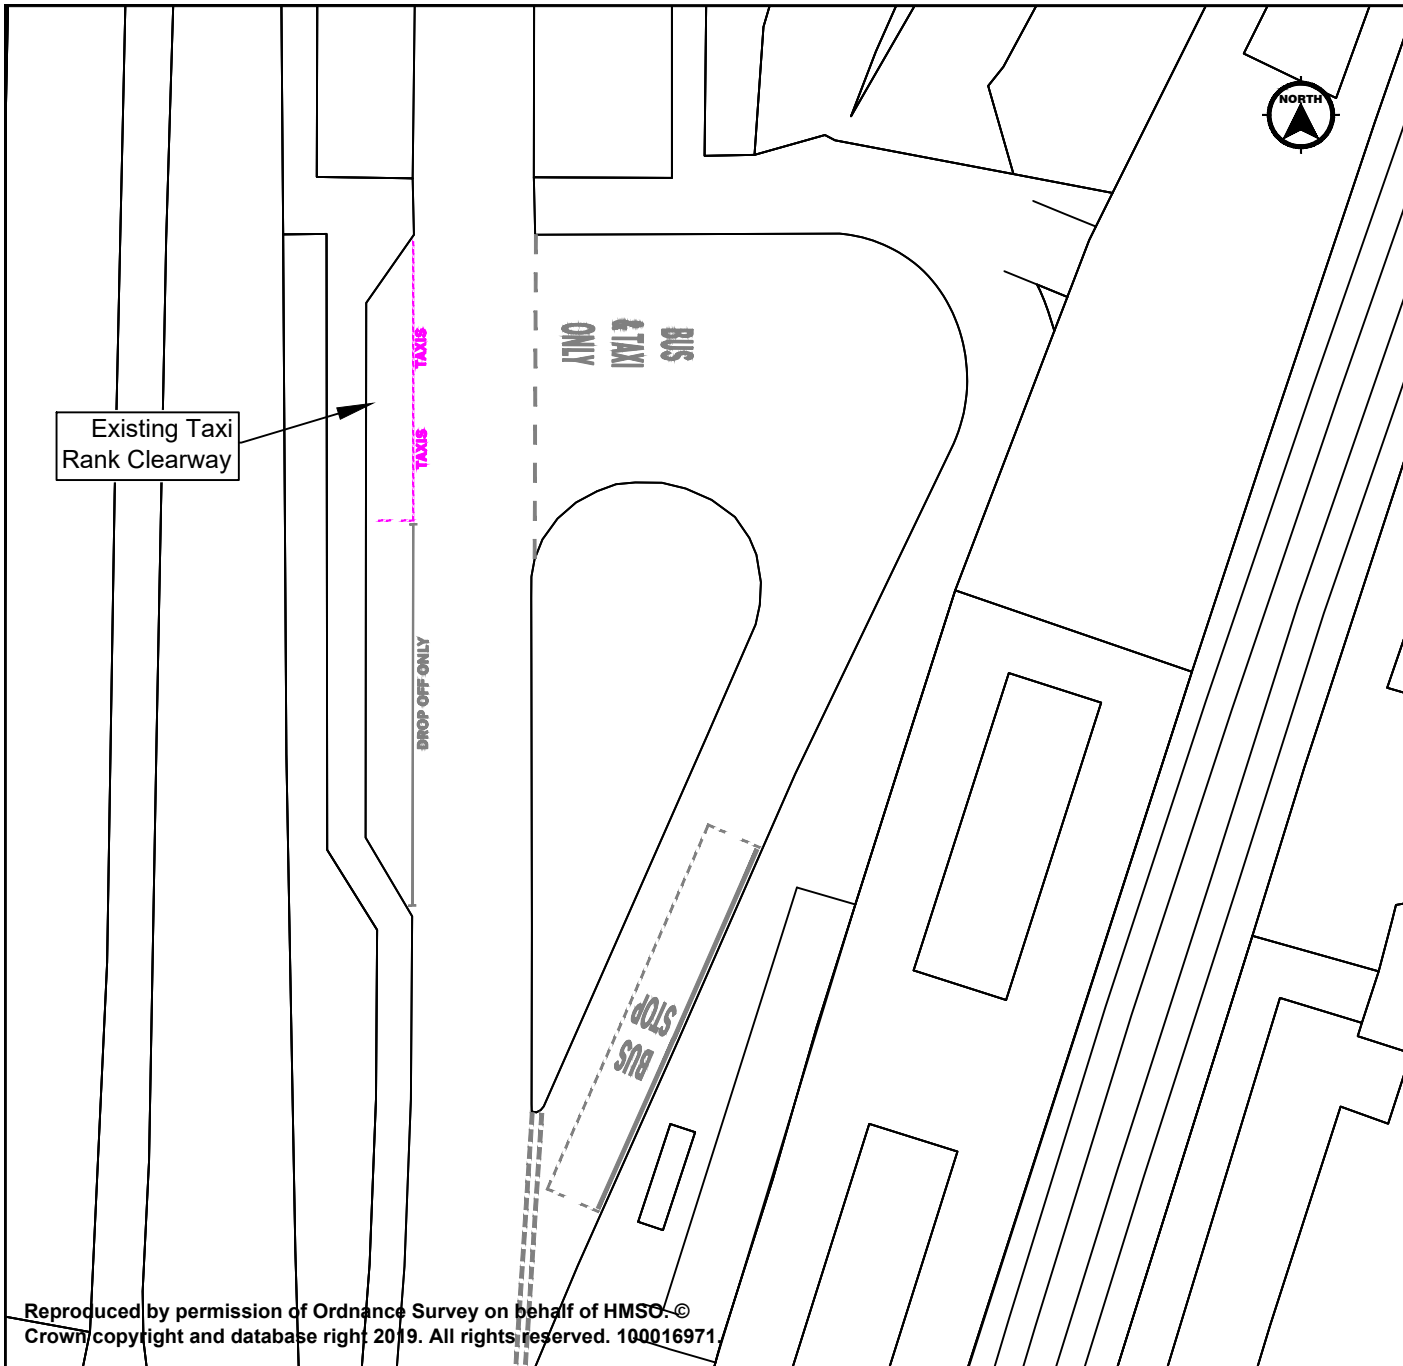 NORTH
BUS
& TAXI
ONLY
TAXIS
TAXIS
Existing Taxi
Rank Clearway
DROP OFF ONLY
BUS
STOP
Reproduced by permission of Ordnance Survey on behalf of HMSO. ©
Crown copyright and database right 2019. All rights reserved. 100016971.